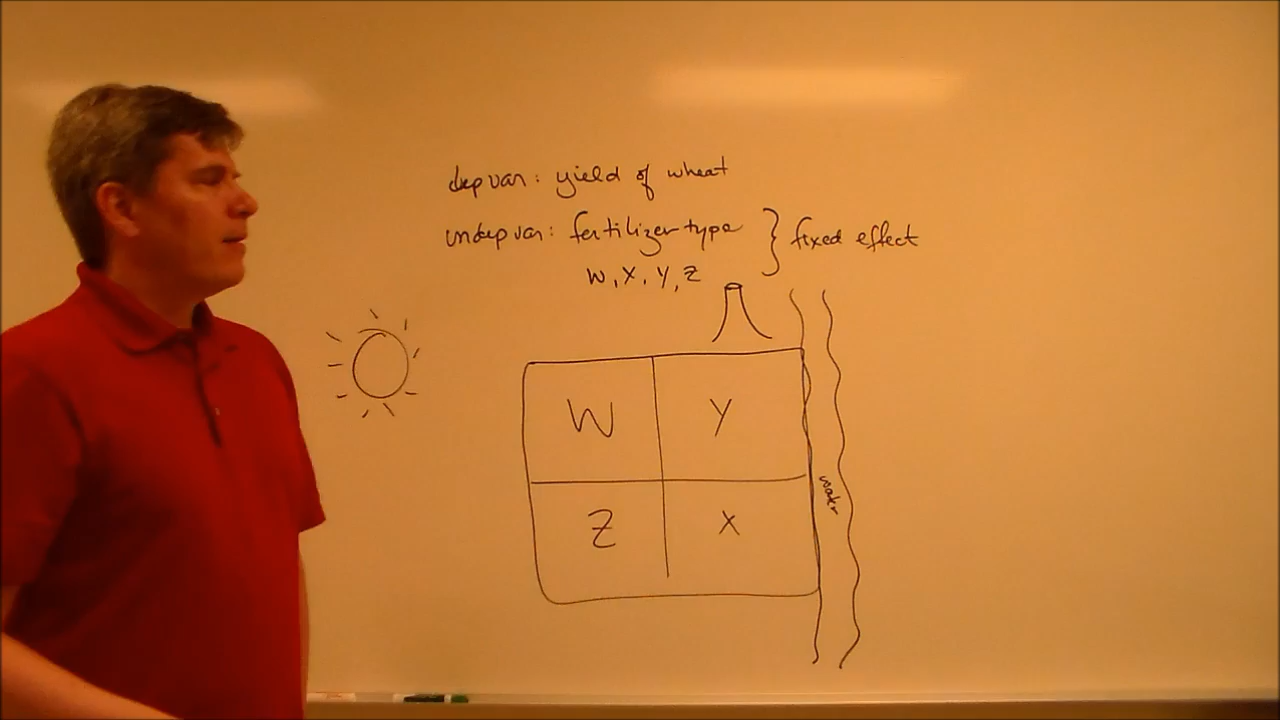 dep var: yield of wheat
indep var: fertilizer type } fixed effect
W, X, Y, Z
W Y
Z X
water